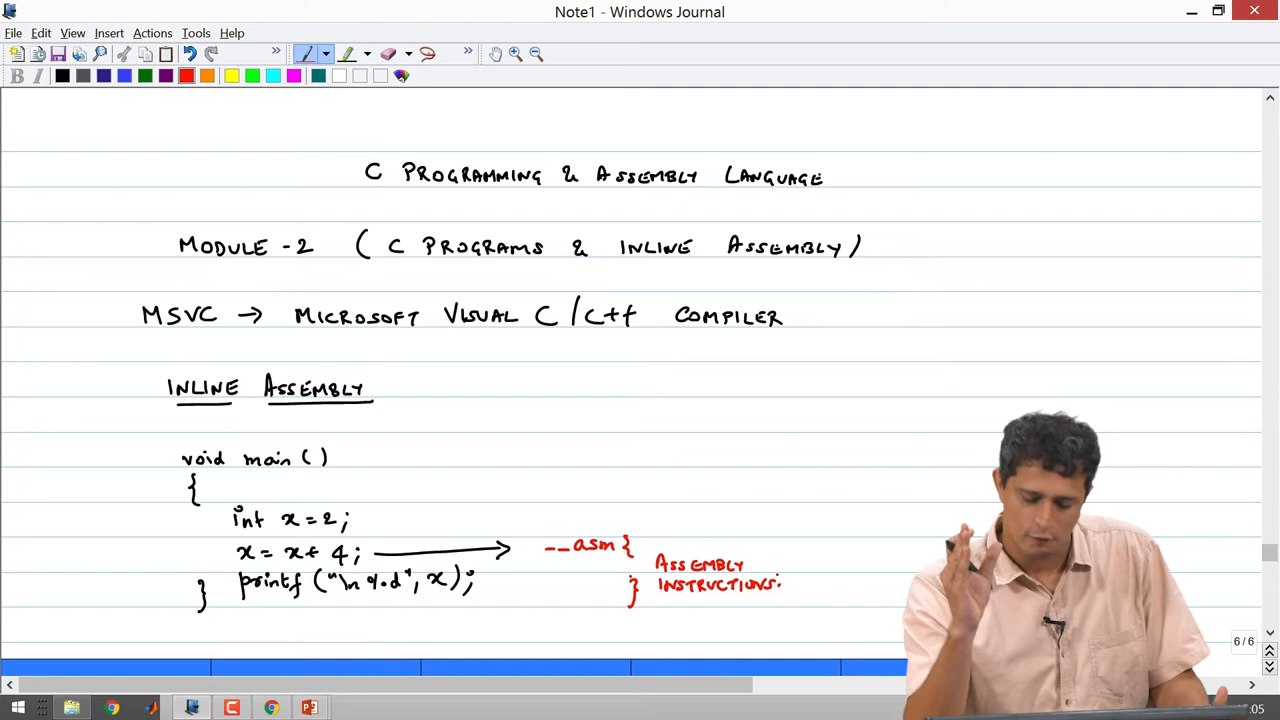 Note1 - Windows Journal
File Edit View Insert Actions Tools Help
C PROGRAMMING & ASSEMBLY LANGUAGE
MODULE -2 ( C PROGRAMS & INLINE ASSEMBLY)
MSVC → MICROSOFT VISUAL C/C++ COMPILER
INLINE ASSEMBLY
void main ( )
{
int x = 2 ;
x = x + 4 ; → __asm {
ASSEMBLY
printf ("\n %d", x) ; } INSTRUCTIONS.
}
6 / 6
:05